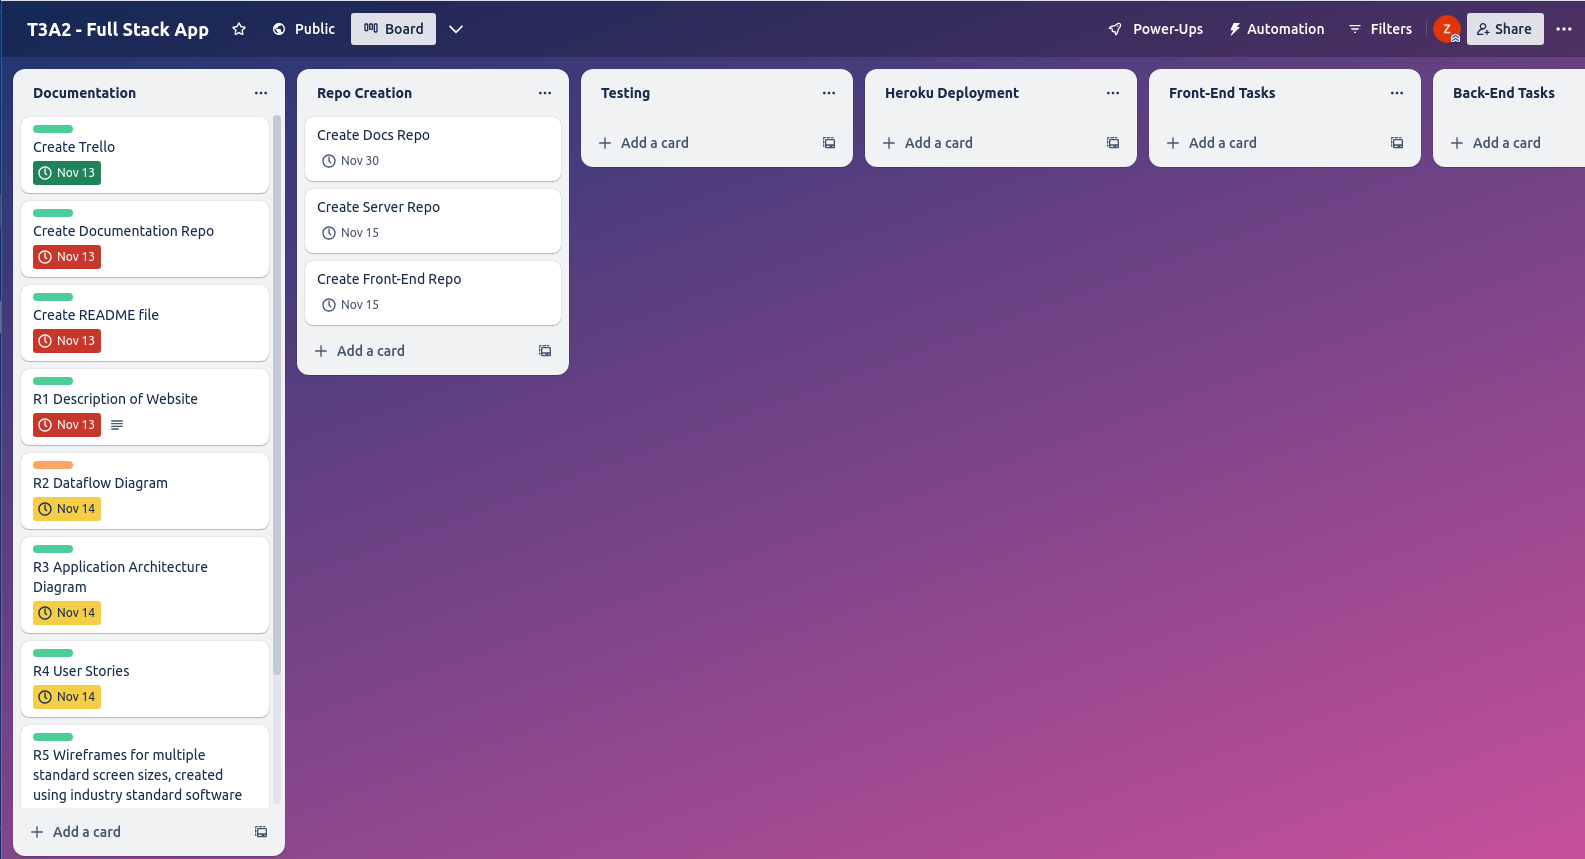 T3A2 - Full Stack App
Public
Board
Power-Ups
Automation
Filters
Z
Share
Documentation
Create Trello
Nov 13
Create Documentation Repo
Nov 13
Create README file
Nov 13
R1 Description of Website
Nov 13
R2 Dataflow Diagram
Nov 14
R3 Application Architecture
Diagram
Nov 14
R4 User Stories
Nov 14
R5 Wireframes for multiple
standard screen sizes, created
using industry standard software
Add a card
Repo Creation
Create Docs Repo
Nov 30
Create Server Repo
Nov 15
Create Front-End Repo
Nov 15
Add a card
Testing
Add a card
Heroku Deployment
Add a card
Front-End Tasks
Add a card
Back-End Tasks
Add a card